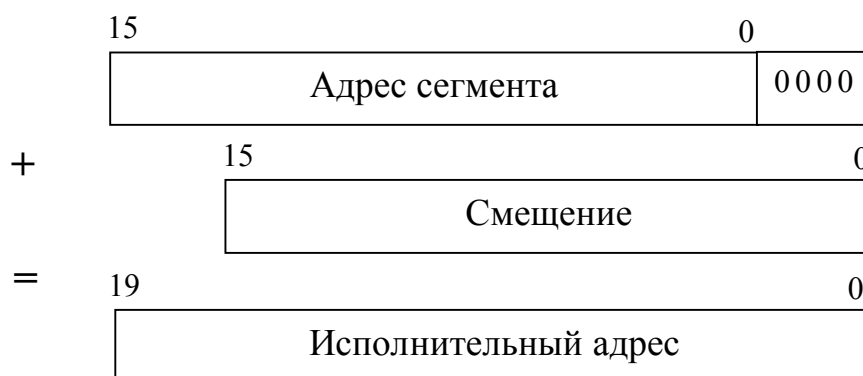 15 0
Адрес сегмента 0000
+
15 0
Смещение
=
19 0
Исполнительный адрес